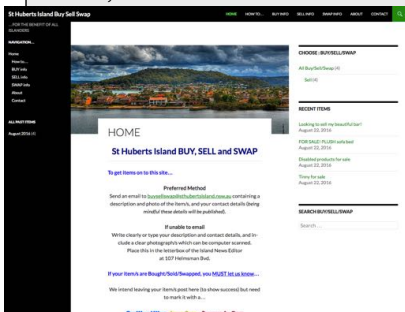 St Huberts Island Buy Sell Swap
HOME HOW TO... BUY INFO SELL INFO SWAP INFO ABOUT CONTACT
...FOR THE BENEFIT OF ALL
ISLANDERS
NAVIGATION...
Home
How to...
BUY info
SELL info
SWAP info
About
Contact
ALL PAST ITEMS
August 2016 (4)
HOME
St Huberts Island BUY, SELL and SWAP
To get items on to this site...
Preferred Method
Send an email to buysellswap@sthubertsisland.nsw.au containing a
description and photo of the item/s, and your contact details (being
mindful these details will be published).
If unable to email
Write clearly or type your description and contact details, and in-
clude a clear photograph/s which can be computer scanned.
Place this in the letterbox of the Island News Editor
at 107 Helmsman Bvd.
If your item/s are Bought/Sold/Swapped, you MUST let us know...
We intend leaving your item/s post here (to show success) but need
to mark it with a...
CHOOSE : BUY/SELL/SWAP
All Buy/Sell/Swap (4)
Sell (4)
RECENT ITEMS
Looking to sell my beautiful bar!
August 23, 2016
FOR SALE: PLUSH sofa bed
August 22, 2016
Disabled products for sale
August 22, 2016
Tinny for sale
August 22, 2016
SEARCH BUY/SELL/SWAP
Search ...